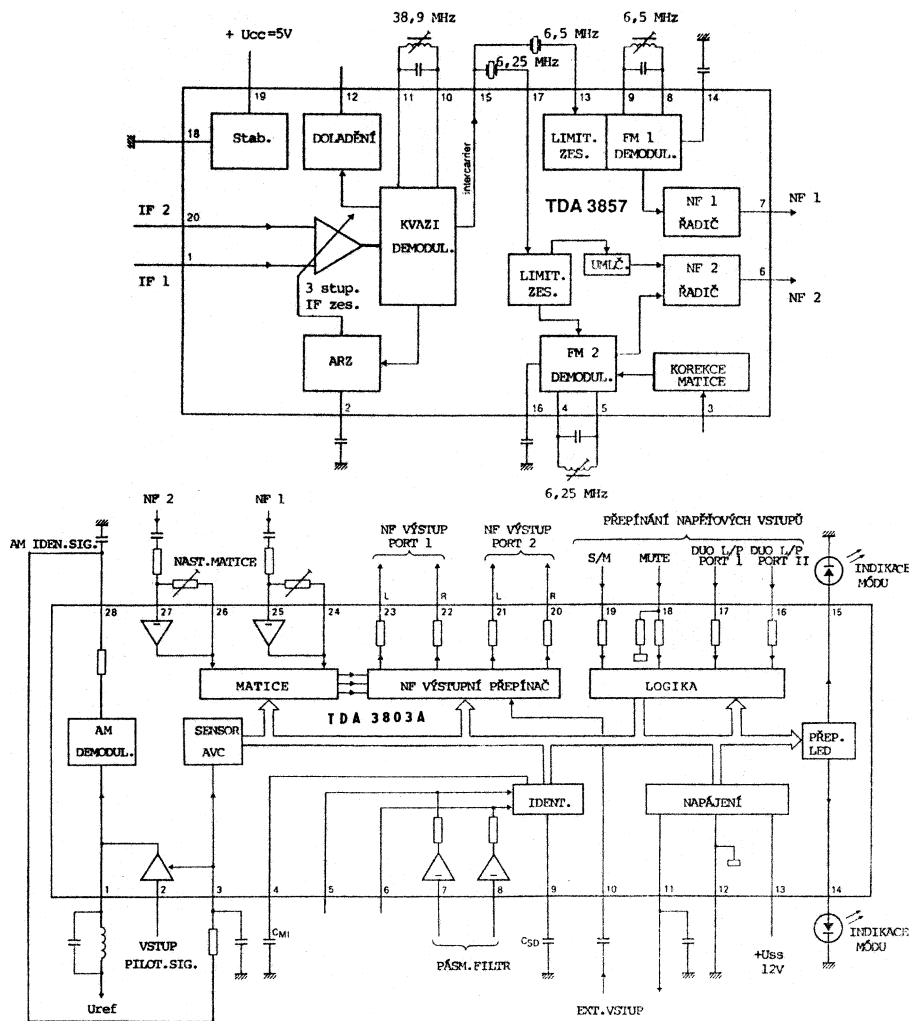 38,9 MHz
6,5 MHz
6,5 MHz
+ Ucc=5V
6,25 MHz
19
12
11
10
15
17
13
9
8
14
18
Stab.
DOLADĚNÍ
LIMIT.
ZES.
FM 1
DEMODUL.
intercarrier
TDA 3857
IF 2
20
KVAZI
DEMODUL.
NF 1
ŘADIČ
7
NF 1
1
IF 1
LIMIT.
ZES.
UMLČ.
NF 2
ŘADIČ
6
NF 2
3 stup.
IF zes.
ARZ
FM 2
DEMODUL.
KOREKCE
MATICE
2
16
4
5
3
6,25 MHz
NF 2
NF 1
NF VÝSTUP
PORT 1
NF VÝSTUP
PORT 2
PŘEPÍNÁNÍ NAPĚŤOVÝCH VSTUPŮ
AM IDEN.SIG.
NAST.MATICE
S/M
MUTE
DUO L/P
PORT I
DUO L/P
PORT II
INDIKACE
MÓDU
L
R
L
R
28
27
26
25
24
23
22
21
20
19
18
17
16
15
MATICE
NF VÝSTUPNÍ PŘEPÍNAČ
LOGIKA
TDA 3803A
AM
DEMODUL.
SENSOR
AVC
PŘEP.
LED
IDENT.
NAPÁJENÍ
1
2
3
4
5
6
7
8
9
10
11
12
13
14
CMI
CSD
VSTUP
PILOT.SIG.
PÁSM.FILTR
+Uss
12V
INDIKACE
MÓDU
Uref
EXT.VSTUP